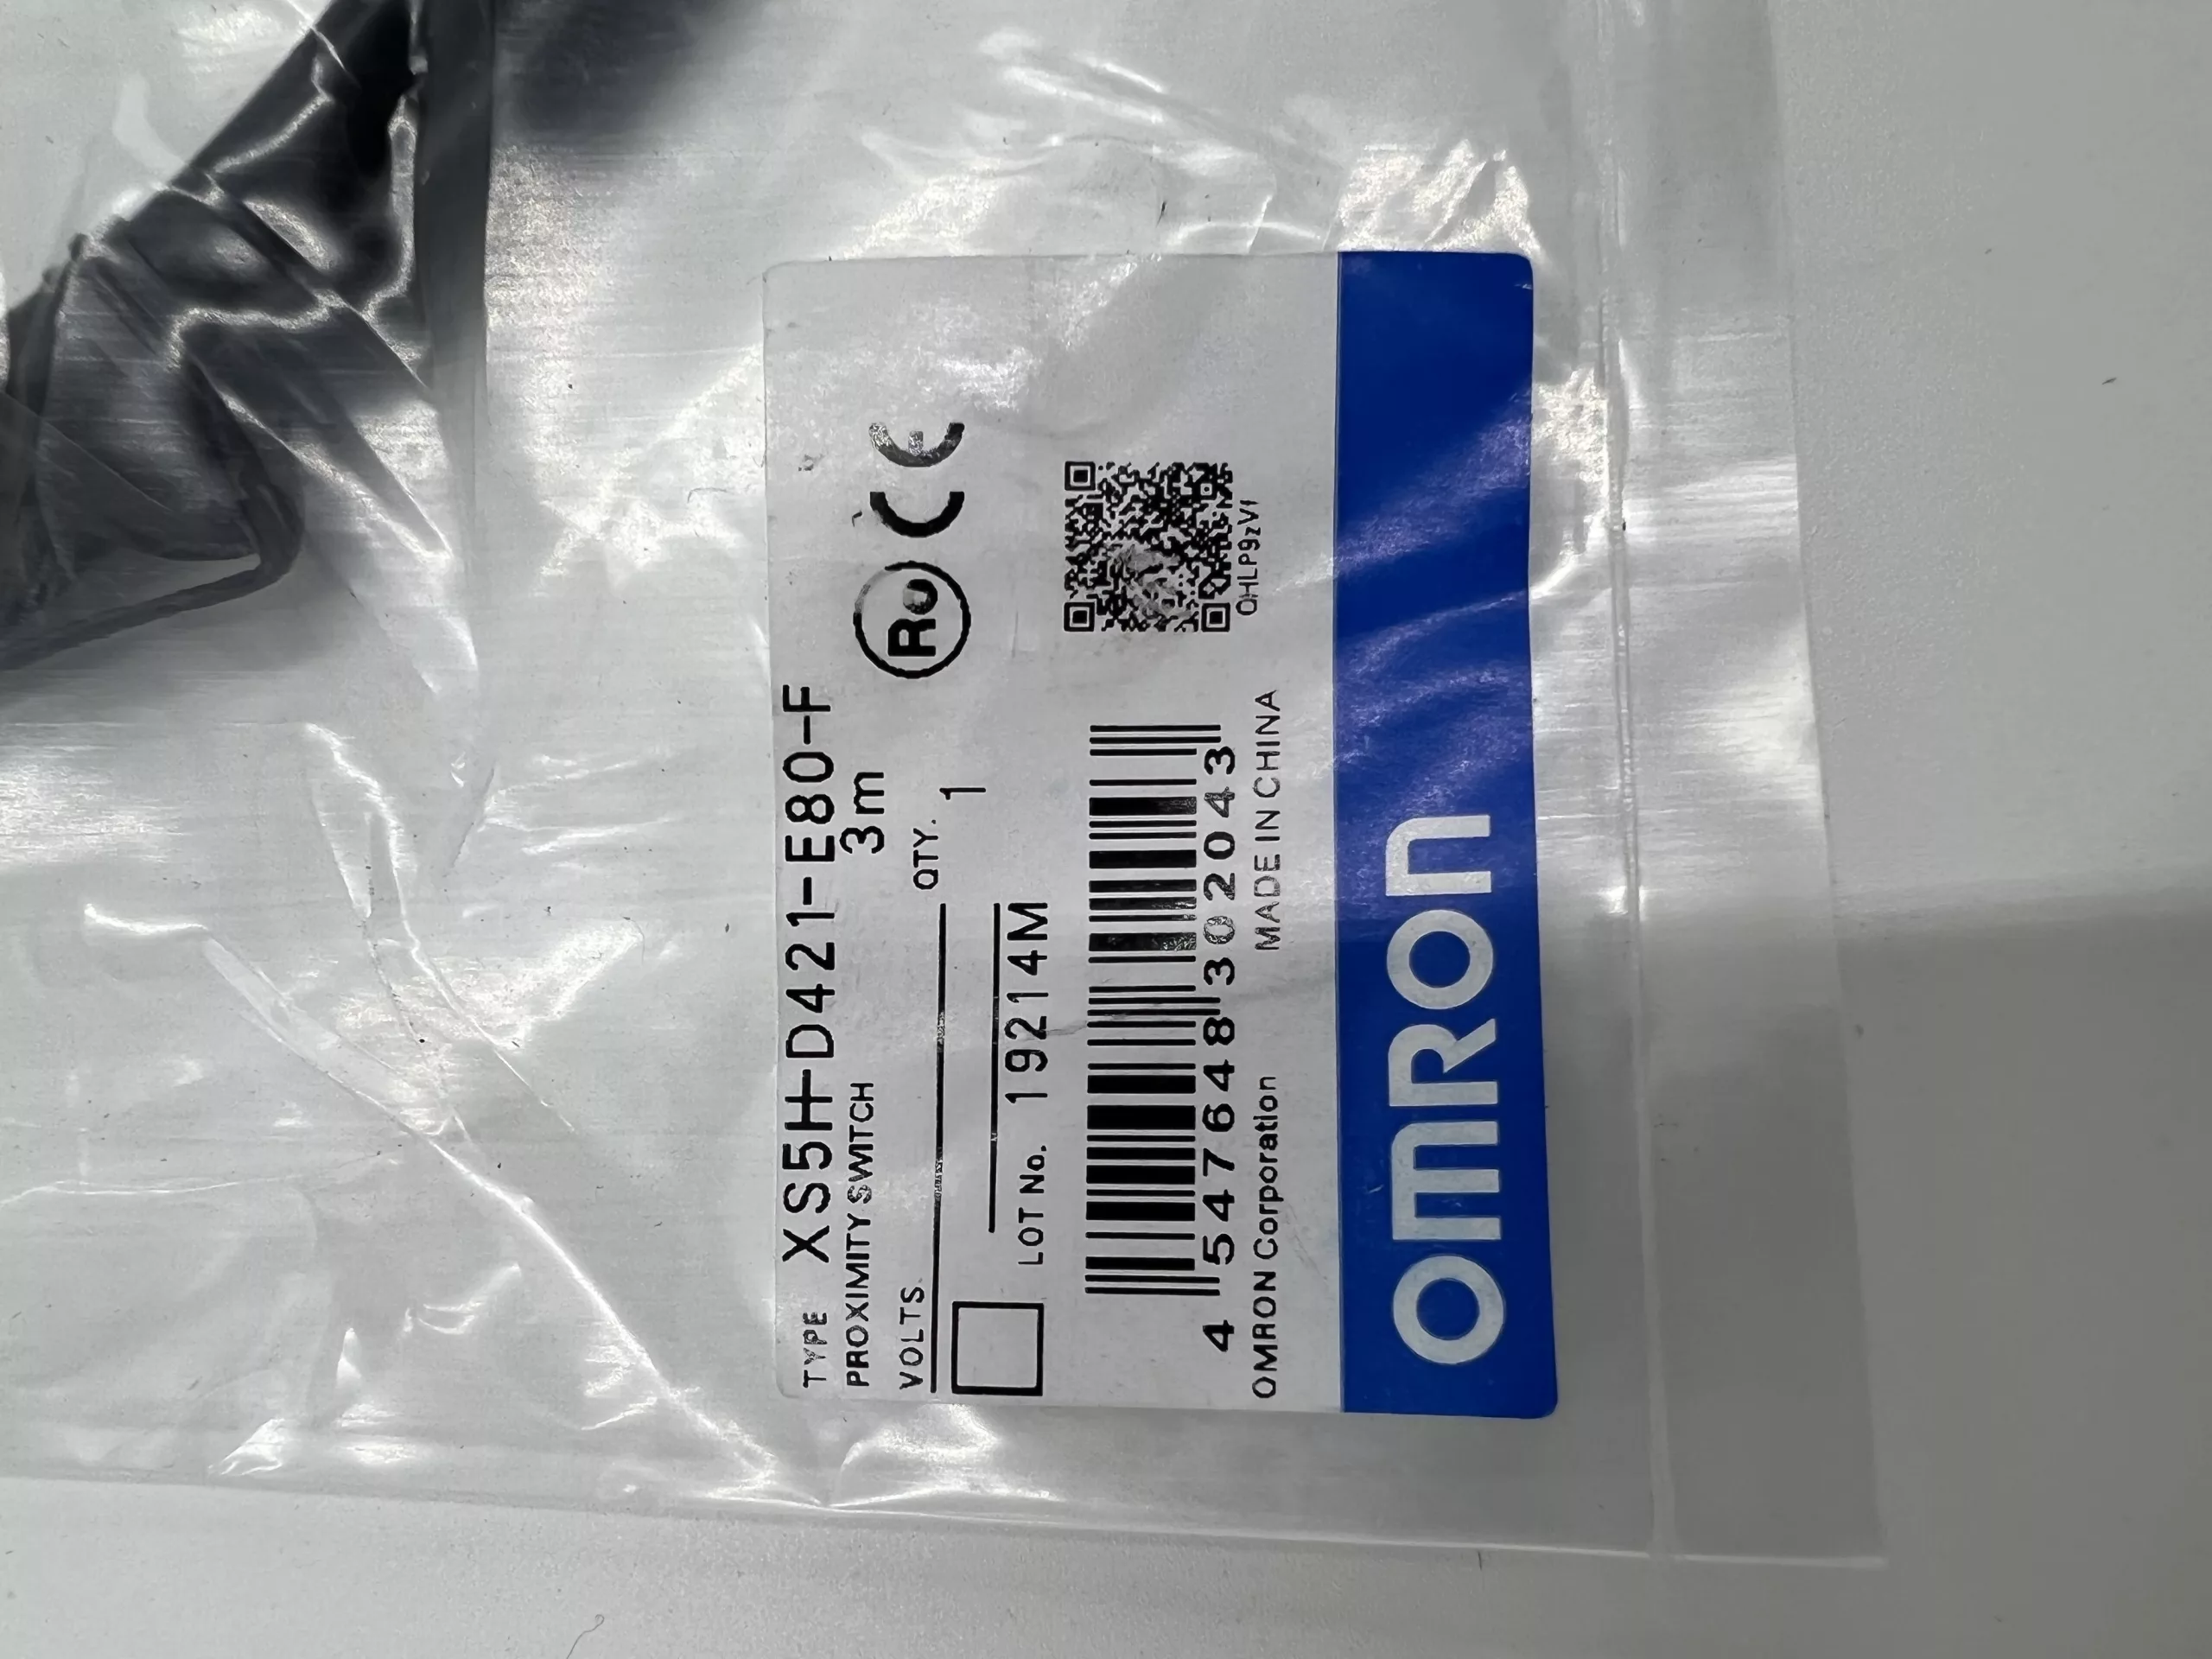 TYPE XS5H-D421-E80-F
PROXIMITY SWITCH 3m
VOLTS QTY.
1
LOT No. 19214M
4 547648 302043
QHLP9zVf
OMRON Corporation MADE IN CHINA
OMRON